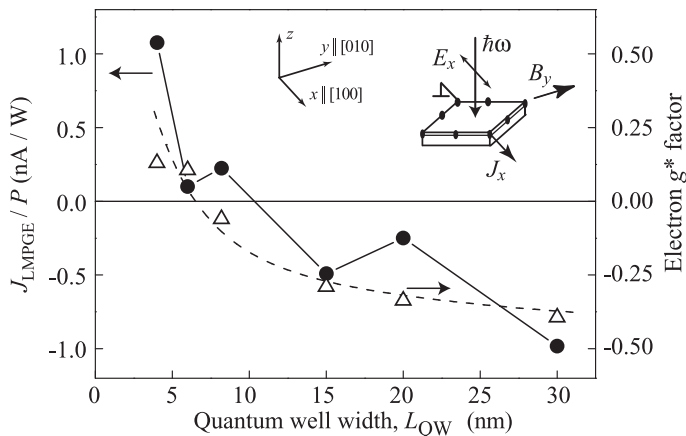 1.0
0.5
0.0
-0.5
-1.0
J_LMPGE / P (nA / W)
z
y || [010]
x || [100]
ħω
E_x
B_y
J_x
0.50
0.25
0.00
-0.25
-0.50
Electron g* factor
0 5 10 15 20 25 30
Quantum well width, L_QW (nm)